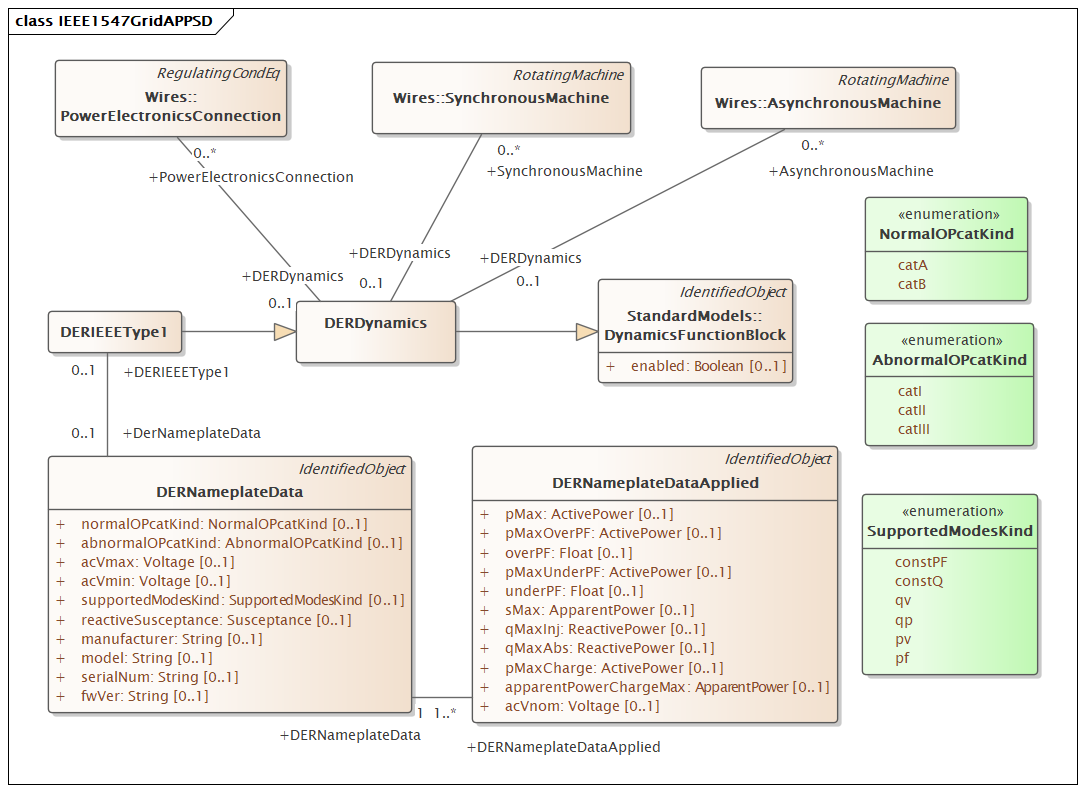 class IEEE1547GridAPPSD
RegulatingCondEq
Wires::
PowerElectronicsConnection
RotatingMachine
Wires::SynchronousMachine
RotatingMachine
Wires::AsynchronousMachine
0..*
+PowerElectronicsConnection
0..*
+SynchronousMachine
0..*
+AsynchronousMachine
«enumeration»
NormalOPcatKind
catA
catB
+DERDynamics
0..1
+DERDynamics
0..1
+DERDynamics
0..1
DERIEEEType1
DERDynamics
IdentifiedObject
StandardModels::
DynamicsFunctionBlock
+ enabled: Boolean [0..1]
«enumeration»
AbnormalOPcatKind
catI
catII
catIII
0..1
+DERIEEEType1
0..1
+DerNameplateData
IdentifiedObject
DERNameplateData
+ normalOPcatKind: NormalOPcatKind [0..1]
+ abnormalOPcatKind: AbnormalOPcatKind [0..1]
+ acVmax: Voltage [0..1]
+ acVmin: Voltage [0..1]
+ supportedModesKind: SupportedModesKind [0..1]
+ reactiveSusceptance: Susceptance [0..1]
+ manufacturer: String [0..1]
+ model: String [0..1]
+ serialNum: String [0..1]
+ fwVer: String [0..1]
IdentifiedObject
DERNameplateDataApplied
+ pMax: ActivePower [0..1]
+ pMaxOverPF: ActivePower [0..1]
+ overPF: Float [0..1]
+ pMaxUnderPF: ActivePower [0..1]
+ underPF: Float [0..1]
+ sMax: ApparentPower [0..1]
+ qMaxInj: ReactivePower [0..1]
+ qMaxAbs: ReactivePower [0..1]
+ pMaxCharge: ActivePower [0..1]
+ apparentPowerChargeMax: ApparentPower [0..1]
+ acVnom: Voltage [0..1]
«enumeration»
SupportedModesKind
constPF
constQ
qv
qp
pv
pf
1 1..*
+DERNameplateData
+DERNameplateDataApplied